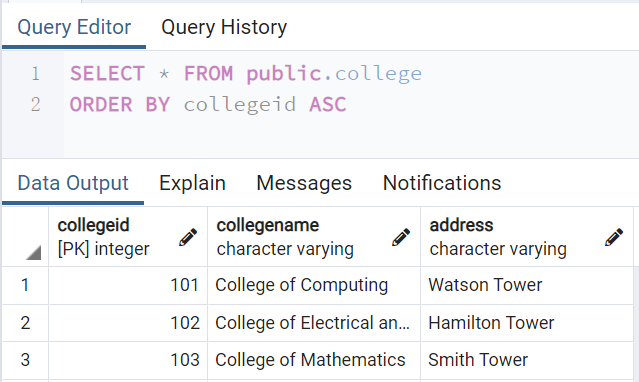 Query Editor Query History
1 SELECT * FROM public.college
2 ORDER BY collegeid ASC
Data Output Explain Messages Notifications
collegeid collegename address
[PK] integer character varying character varying
1 101 College of Computing Watson Tower
2 102 College of Electrical an... Hamilton Tower
3 103 College of Mathematics Smith Tower